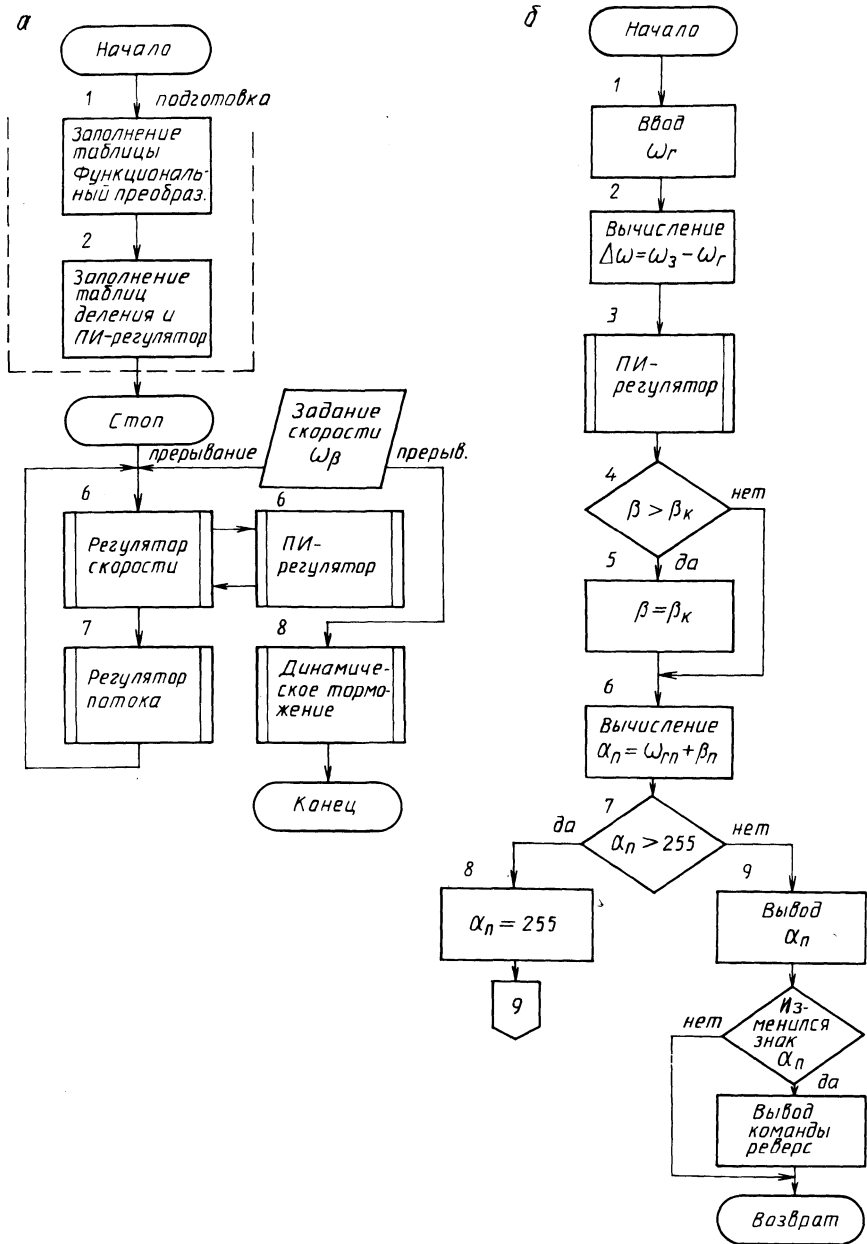 а
Начало
1
подготовка
Заполнение
таблицы
Функциональ-
ный преобраз.
2
Заполнение
таблиц
деления и
ПИ-регулятор
Стоп
прерывание
Задание
скорости
ωβ
прерыв.
6
Регулятор
скорости
6
ПИ-
регулятор
7
Регулятор
потока
8
Динамиче-
ское тормо-
жение
Конец
б
Начало
1
Ввод
ωг
2
Вычисление
Δω=ωз−ωг
3
ПИ-
регулятор
4
β > βк
нет
да
5
β=βк
6
Вычисление
αп=ωгп+βп
7
да
αп > 255
нет
8
αп = 255
9
9
Вывод
αп
Из-
менился
знак
αп
нет
да
Вывод
команды
реверс
Возврат